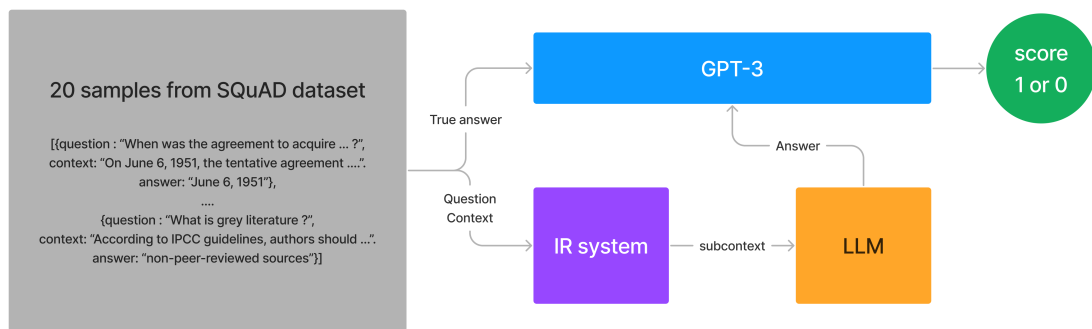 20 samples from SQuAD dataset
[{question : “When was the agreement to acquire ... ?”,
context: “On June 6, 1951, the tentative agreement ....”.
answer: “June 6, 1951”},
....
{question : “What is grey literature ?”,
context: “According to IPCC guidelines, authors should ...”.
answer: “non-peer-reviewed sources”}]
True answer
Question
Context
GPT-3
score
1 or 0
Answer
IR system
subcontext
LLM